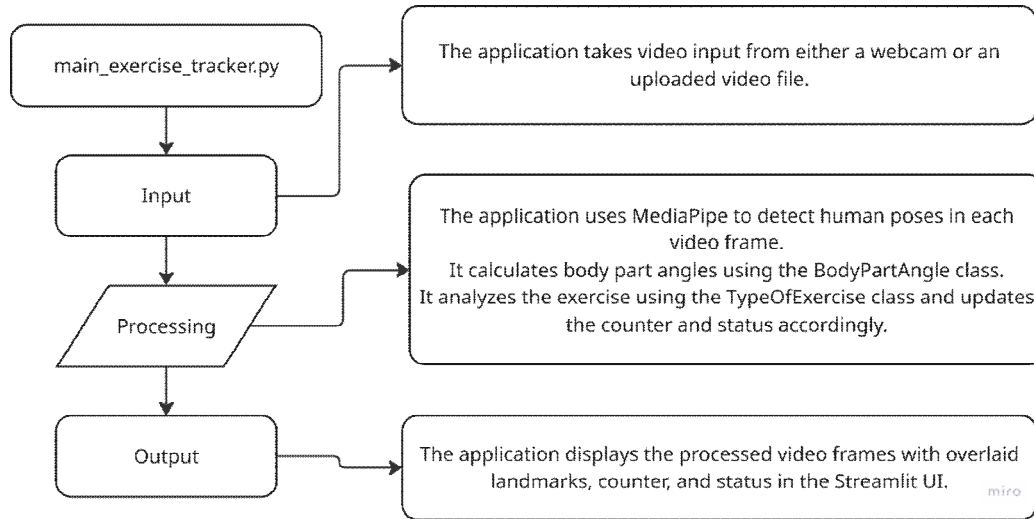 main_exercise_tracker.py
The application takes video input from either a webcam or an
uploaded video file.
Input
The application uses MediaPipe to detect human poses in each
video frame.
It calculates body part angles using the BodyPartAngle class.
It analyzes the exercise using the TypeOfExercise class and updates
the counter and status accordingly.
Processing
Output
The application displays the processed video frames with overlaid
landmarks, counter, and status in the Streamlit UI.
miro